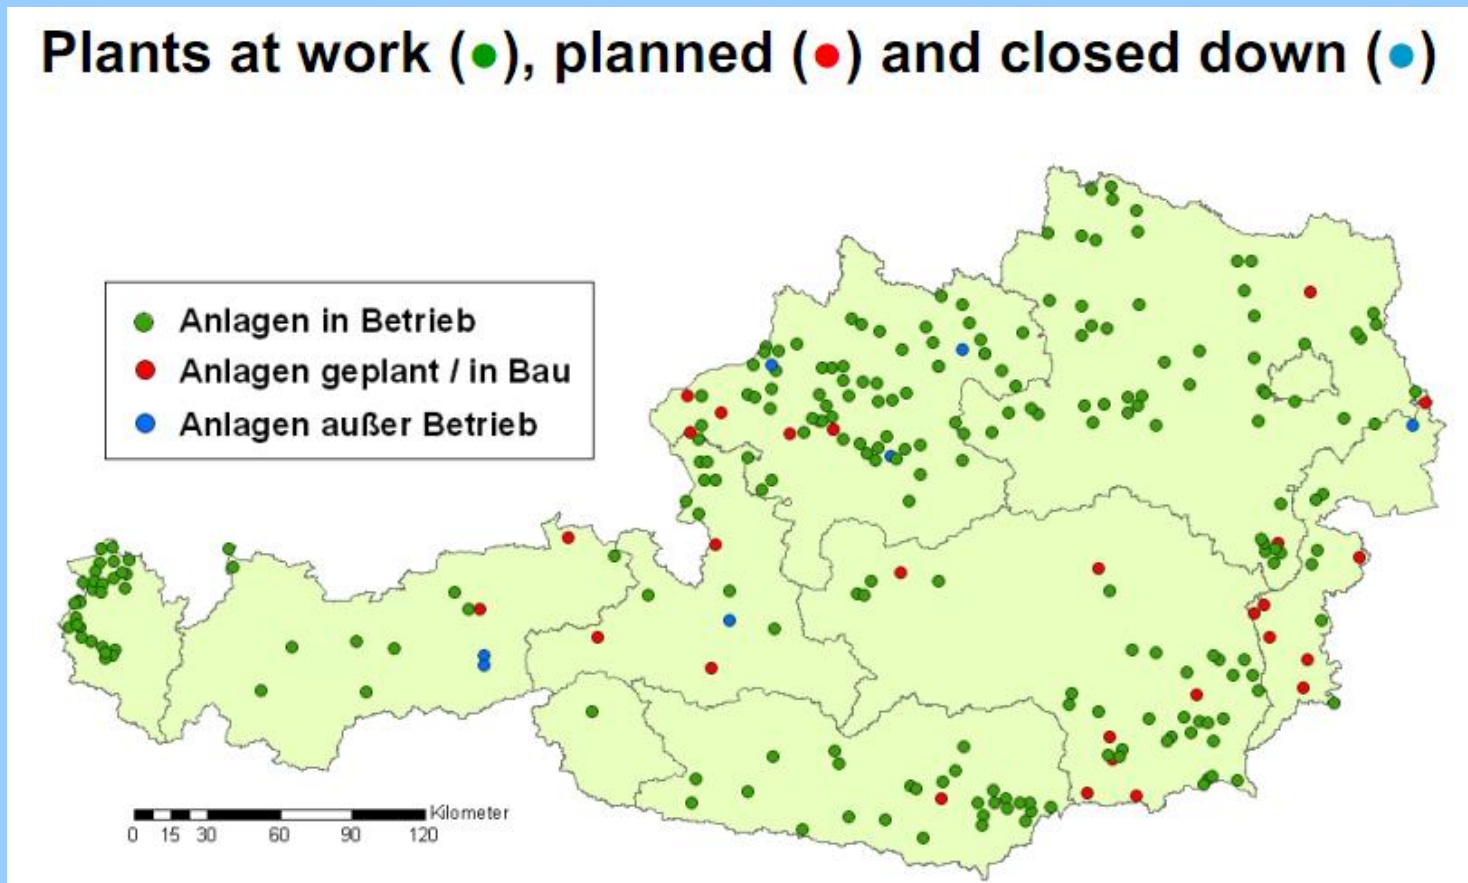 Plants at work (●), planned (●) and closed down (●)
Anlagen in Betrieb
Anlagen geplant / in Bau
Anlagen außer Betrieb
Kilometer
0 15 30 60 90 120